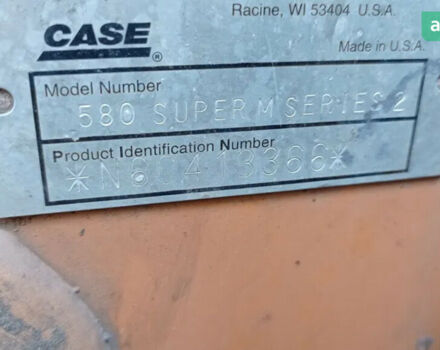 Racine, WI 53404 U.S.A.
CASE®
Made in U.S.A.
Model Number
580 SUPER M SERIES 2
Product Identification Number